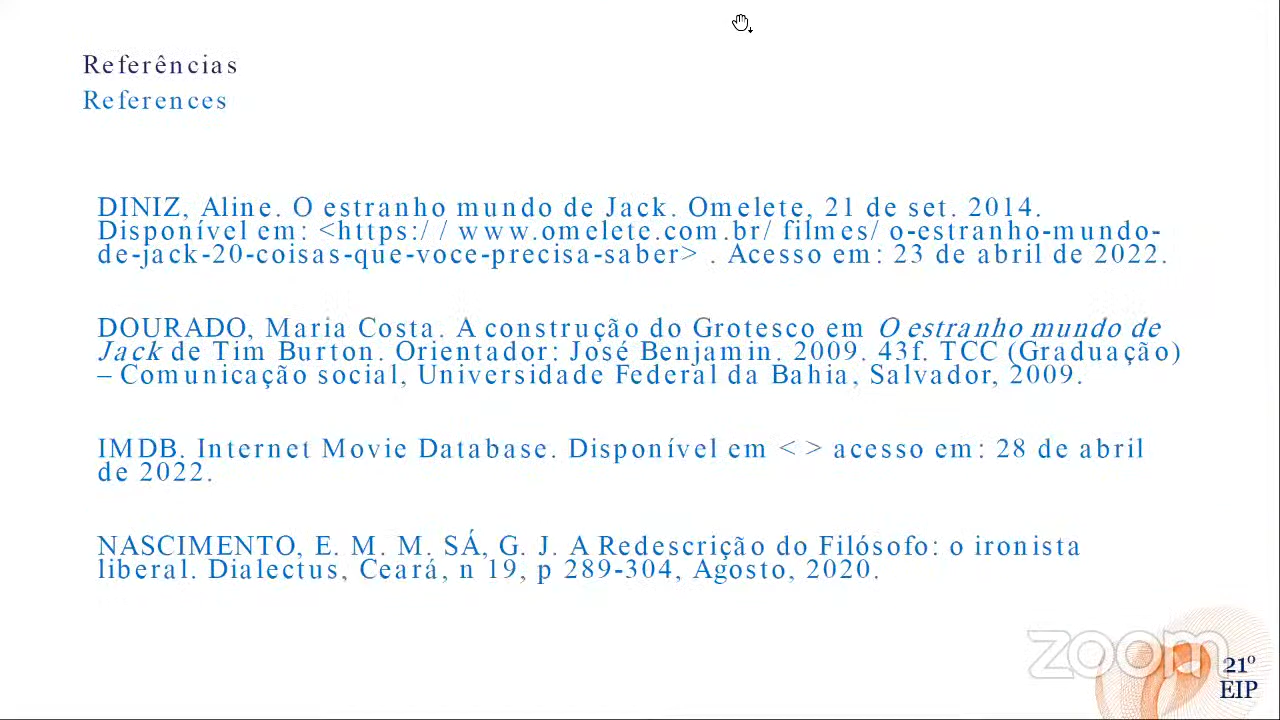 Referências
References
DINIZ, Aline. O estranho mundo de Jack. Omelete, 21 de set. 2014.
Disponível em: <https://www.omelete.com.br/filmes/o-estranho-mundo-
de-jack-20-coisas-que-voce-precisa-saber> . Acesso em: 23 de abril de 2022.
DOURADO, Maria Costa. A construção do Grotesco em O estranho mundo de
Jack de Tim Burton. Orientador: José Benjamin. 2009. 43f. TCC (Graduação)
– Comunicação social, Universidade Federal da Bahia, Salvador, 2009.
IMDB. Internet Movie Database. Disponível em < > acesso em: 28 de abril
de 2022.
NASCIMENTO, E. M. M. SÁ, G. J. A Redescrição do Filósofo: o ironista
liberal. Dialectus, Ceará, n 19, p 289-304, Agosto, 2020.
zoom
21º
EIP